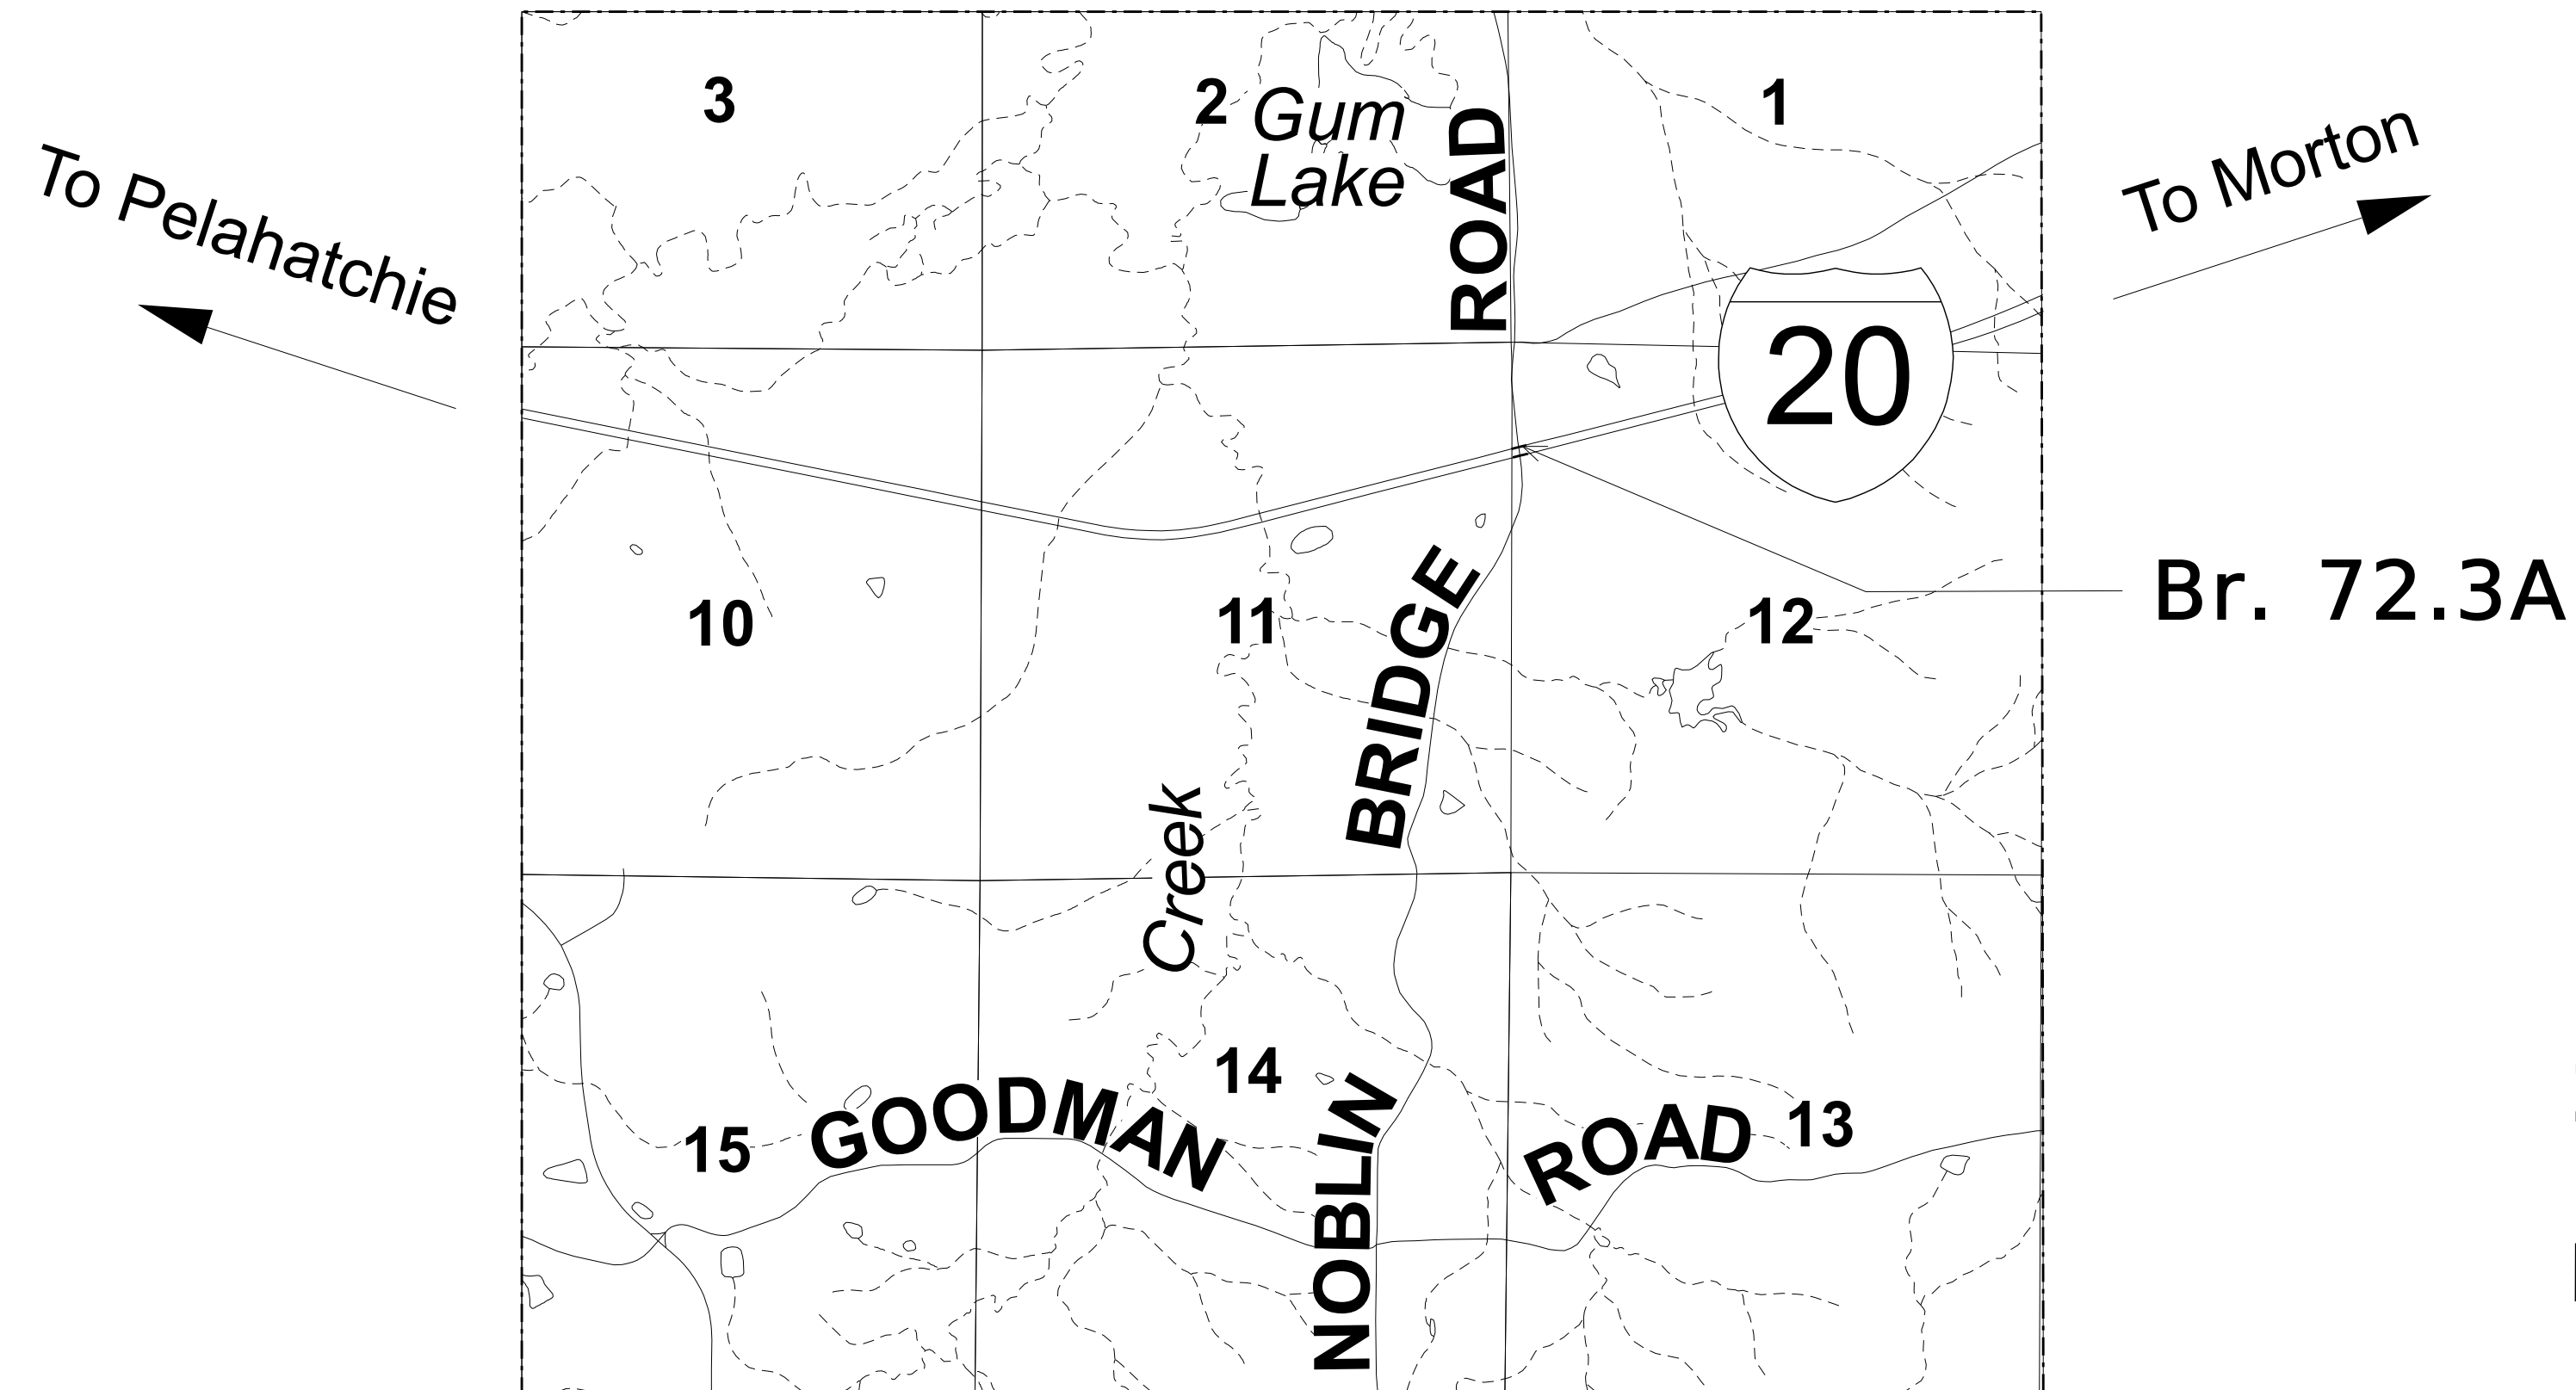 3
2
1
Gum
Lake
ROAD
To Morton
To Pelahatchie
20
Br. 72.3A
10
11
12
BRIDGE
Creek
14
13
15
GOODMAN
ROAD
NOBLIN